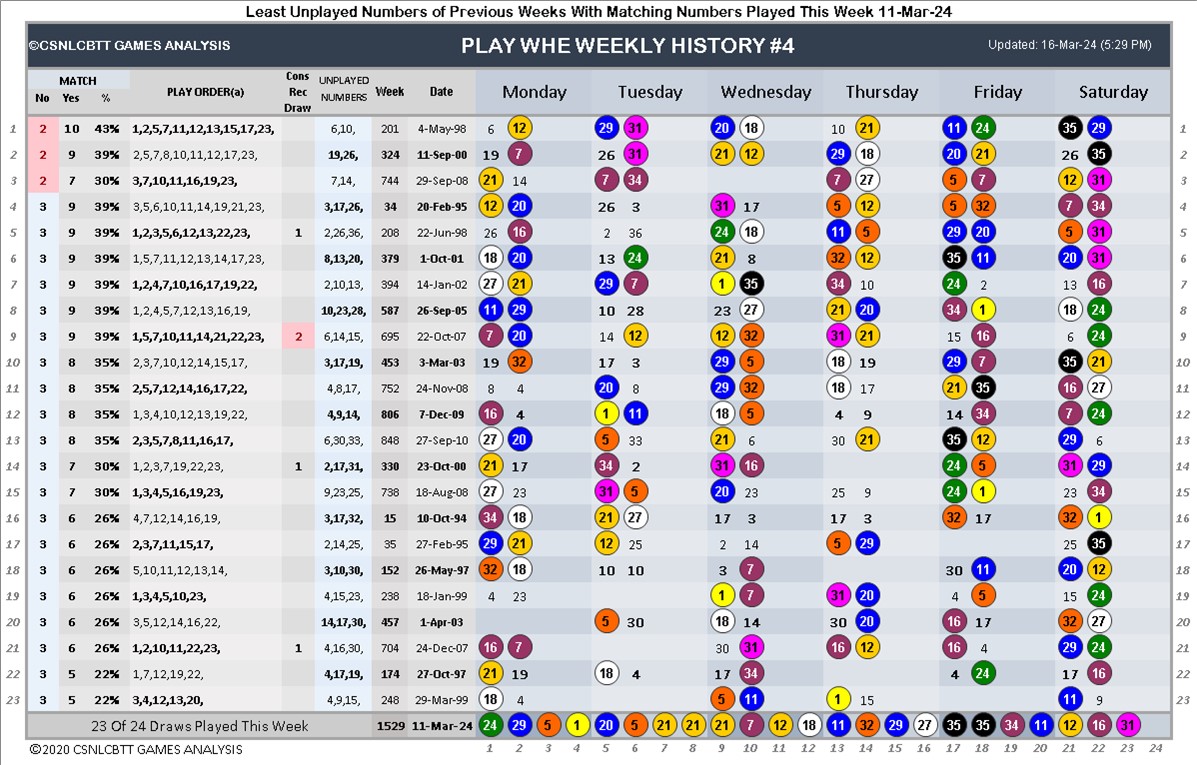 Least Unplayed Numbers of Previous Weeks With Matching Numbers Played This Week 11-Mar-24
©CSNLCBTT GAMES ANALYSIS PLAY WHE WEEKLY HISTORY #4 Updated: 16-Mar-24 (5:29 PM)
MATCH No Yes % PLAY ORDER(a) Cons Rec Draw UNPLAYED NUMBERS Week Date Monday Tuesday Wednesday Thursday Friday Saturday
1 2 10 43% 1,2,5,7,11,12,13,15,17,23, 6,10, 201 4-May-98 6 12 29 31 20 18 10 21 11 24 35 29 1
2 2 9 39% 2,5,7,8,10,11,12,17,23, 19,26, 324 11-Sep-00 19 7 26 31 21 12 29 18 20 21 26 35 2
3 2 7 30% 3,7,10,11,16,19,23, 7,14, 744 29-Sep-08 21 14 7 34 7 27 5 7 12 31 3
4 3 9 39% 3,5,6,10,11,14,19,21,23, 3,17,26, 34 20-Feb-95 12 20 26 3 31 17 5 12 5 32 7 34 4
5 3 9 39% 1,2,3,5,6,12,13,22,23, 1 2,26,36, 208 22-Jun-98 26 16 2 36 24 18 11 5 29 20 5 31 5
6 3 9 39% 1,5,7,11,12,13,14,17,23, 8,13,20, 379 1-Oct-01 18 20 13 24 21 8 32 12 35 11 20 31 6
7 3 9 39% 1,2,4,7,10,16,17,19,22, 2,10,13, 394 14-Jan-02 27 21 29 7 1 35 34 10 24 2 13 16 7
8 3 9 39% 1,2,4,5,7,12,13,16,19, 10,23,28, 587 26-Sep-05 11 29 10 28 23 27 21 20 34 1 18 24 8
9 3 9 39% 1,5,7,10,11,14,21,22,23, 2 6,14,15, 695 22-Oct-07 7 20 14 12 12 32 31 21 15 16 6 24 9
10 3 8 35% 2,3,7,10,12,14,15,17, 3,17,19, 453 3-Mar-03 19 32 17 3 29 5 18 19 29 7 35 21 10
11 3 8 35% 2,5,7,12,14,16,17,22, 4,8,17, 752 24-Nov-08 8 4 20 8 29 32 18 17 21 35 16 27 11
12 3 8 35% 1,3,4,10,12,13,19,22, 4,9,14, 806 7-Dec-09 16 4 1 11 18 5 4 9 14 34 7 24 12
13 3 8 35% 2,3,5,7,8,11,16,17, 6,30,33, 848 27-Sep-10 27 20 5 33 21 6 30 21 35 12 29 6 13
14 3 7 30% 1,2,3,7,19,22,23, 1 2,17,31, 330 23-Oct-00 21 17 34 2 31 16 24 5 31 29 14
15 3 7 30% 1,3,4,5,16,19,23, 9,23,25, 738 18-Aug-08 27 23 31 5 20 23 25 9 24 1 23 34 15
16 3 6 26% 4,7,12,14,16,19, 3,17,32, 15 10-Oct-94 34 18 21 27 17 3 17 3 32 17 32 1 16
17 3 6 26% 2,3,7,11,15,17, 2,14,25, 35 27-Feb-95 29 21 12 25 2 14 5 29 25 35 17
18 3 6 26% 5,10,11,12,13,14, 3,10,30, 152 26-May-97 32 18 10 10 3 7 30 11 20 12 18
19 3 6 26% 1,3,4,5,10,23, 4,15,23, 238 18-Jan-99 4 23 1 7 31 20 4 5 15 24 19
20 3 6 26% 3,5,12,14,16,22, 14,17,30, 457 1-Apr-03 5 30 18 14 30 20 16 17 32 27 20
21 3 6 26% 1,2,10,11,22,23, 1 4,16,30, 704 24-Dec-07 16 7 30 31 16 12 16 4 29 24 21
22 3 5 22% 1,7,12,19,22, 4,17,19, 174 27-Oct-97 21 19 18 4 17 34 4 24 17 16 22
23 3 5 22% 3,4,12,13,20, 4,9,15, 248 29-Mar-99 18 4 5 11 1 15 11 9 23
23 Of 24 Draws Played This Week 1529 11-Mar-24 24 29 5 1 20 5 21 21 21 7 12 18 11 32 29 27 35 35 34 11 12 16 31
©2020 CSNLCBTT GAMES ANALYSIS 1 2 3 4 5 6 7 8 9 10 11 12 13 14 15 16 17 18 19 20 21 22 23 24